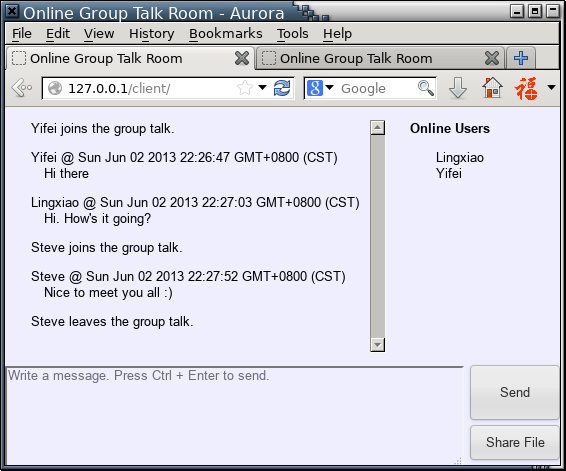 Online Group Talk Room - Aurora
File Edit View History Bookmarks Tools Help
Online Group Talk Room
Online Group Talk Room
127.0.0.1/client/
8 Google
福
Yifei joins the group talk.
Yifei @ Sun Jun 02 2013 22:26:47 GMT+0800 (CST)
Hi there
Lingxiao @ Sun Jun 02 2013 22:27:03 GMT+0800 (CST)
Hi. How's it going?
Steve joins the group talk.
Steve @ Sun Jun 02 2013 22:27:52 GMT+0800 (CST)
Nice to meet you all :)
Steve leaves the group talk.
Online Users
Lingxiao
Yifei
Write a message. Press Ctrl + Enter to send.
Send
Share File